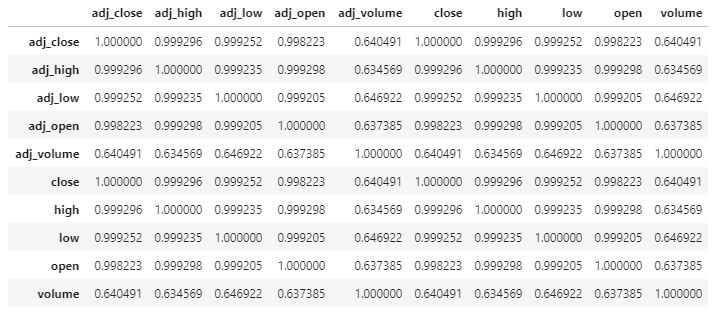 adj_close adj_high adj_low adj_open adj_volume close high low open volume
adj_close 1.000000 0.999296 0.999252 0.998223 0.640491 1.000000 0.999296 0.999252 0.998223 0.640491
adj_high 0.999296 1.000000 0.999235 0.999298 0.634569 0.999296 1.000000 0.999235 0.999298 0.634569
adj_low 0.999252 0.999235 1.000000 0.999205 0.646922 0.999252 0.999235 1.000000 0.999205 0.646922
adj_open 0.998223 0.999298 0.999205 1.000000 0.637385 0.998223 0.999298 0.999205 1.000000 0.637385
adj_volume 0.640491 0.634569 0.646922 0.637385 1.000000 0.640491 0.634569 0.646922 0.637385 1.000000
close 1.000000 0.999296 0.999252 0.998223 0.640491 1.000000 0.999296 0.999252 0.998223 0.640491
high 0.999296 1.000000 0.999235 0.999298 0.634569 0.999296 1.000000 0.999235 0.999298 0.634569
low 0.999252 0.999235 1.000000 0.999205 0.646922 0.999252 0.999235 1.000000 0.999205 0.646922
open 0.998223 0.999298 0.999205 1.000000 0.637385 0.998223 0.999298 0.999205 1.000000 0.637385
volume 0.640491 0.634569 0.646922 0.637385 1.000000 0.640491 0.634569 0.646922 0.637385 1.000000